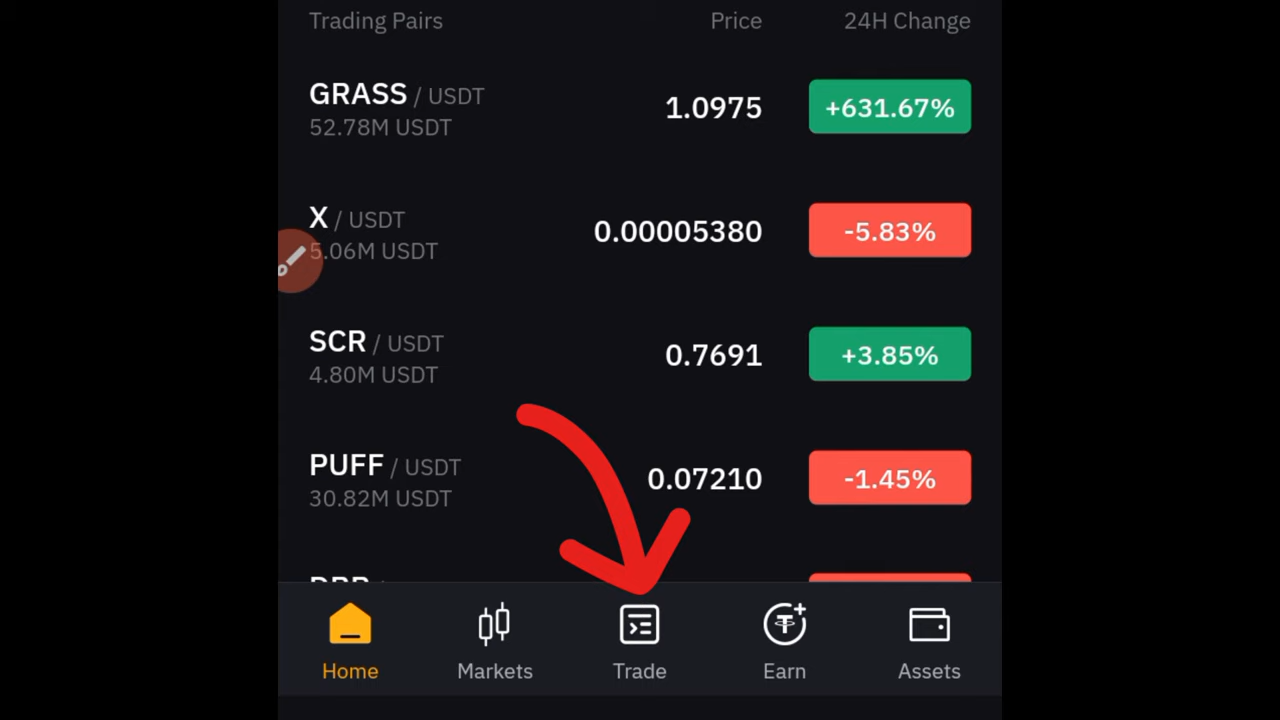 Trading Pairs Price 24H Change
GRASS / USDT 1.0975 +631.67%
52.78M USDT
X / USDT 0.00005380 -5.83%
5.06M USDT
SCR / USDT 0.7691 +3.85%
4.80M USDT
PUFF / USDT 0.07210 -1.45%
30.82M USDT
Home Markets Trade Earn Assets